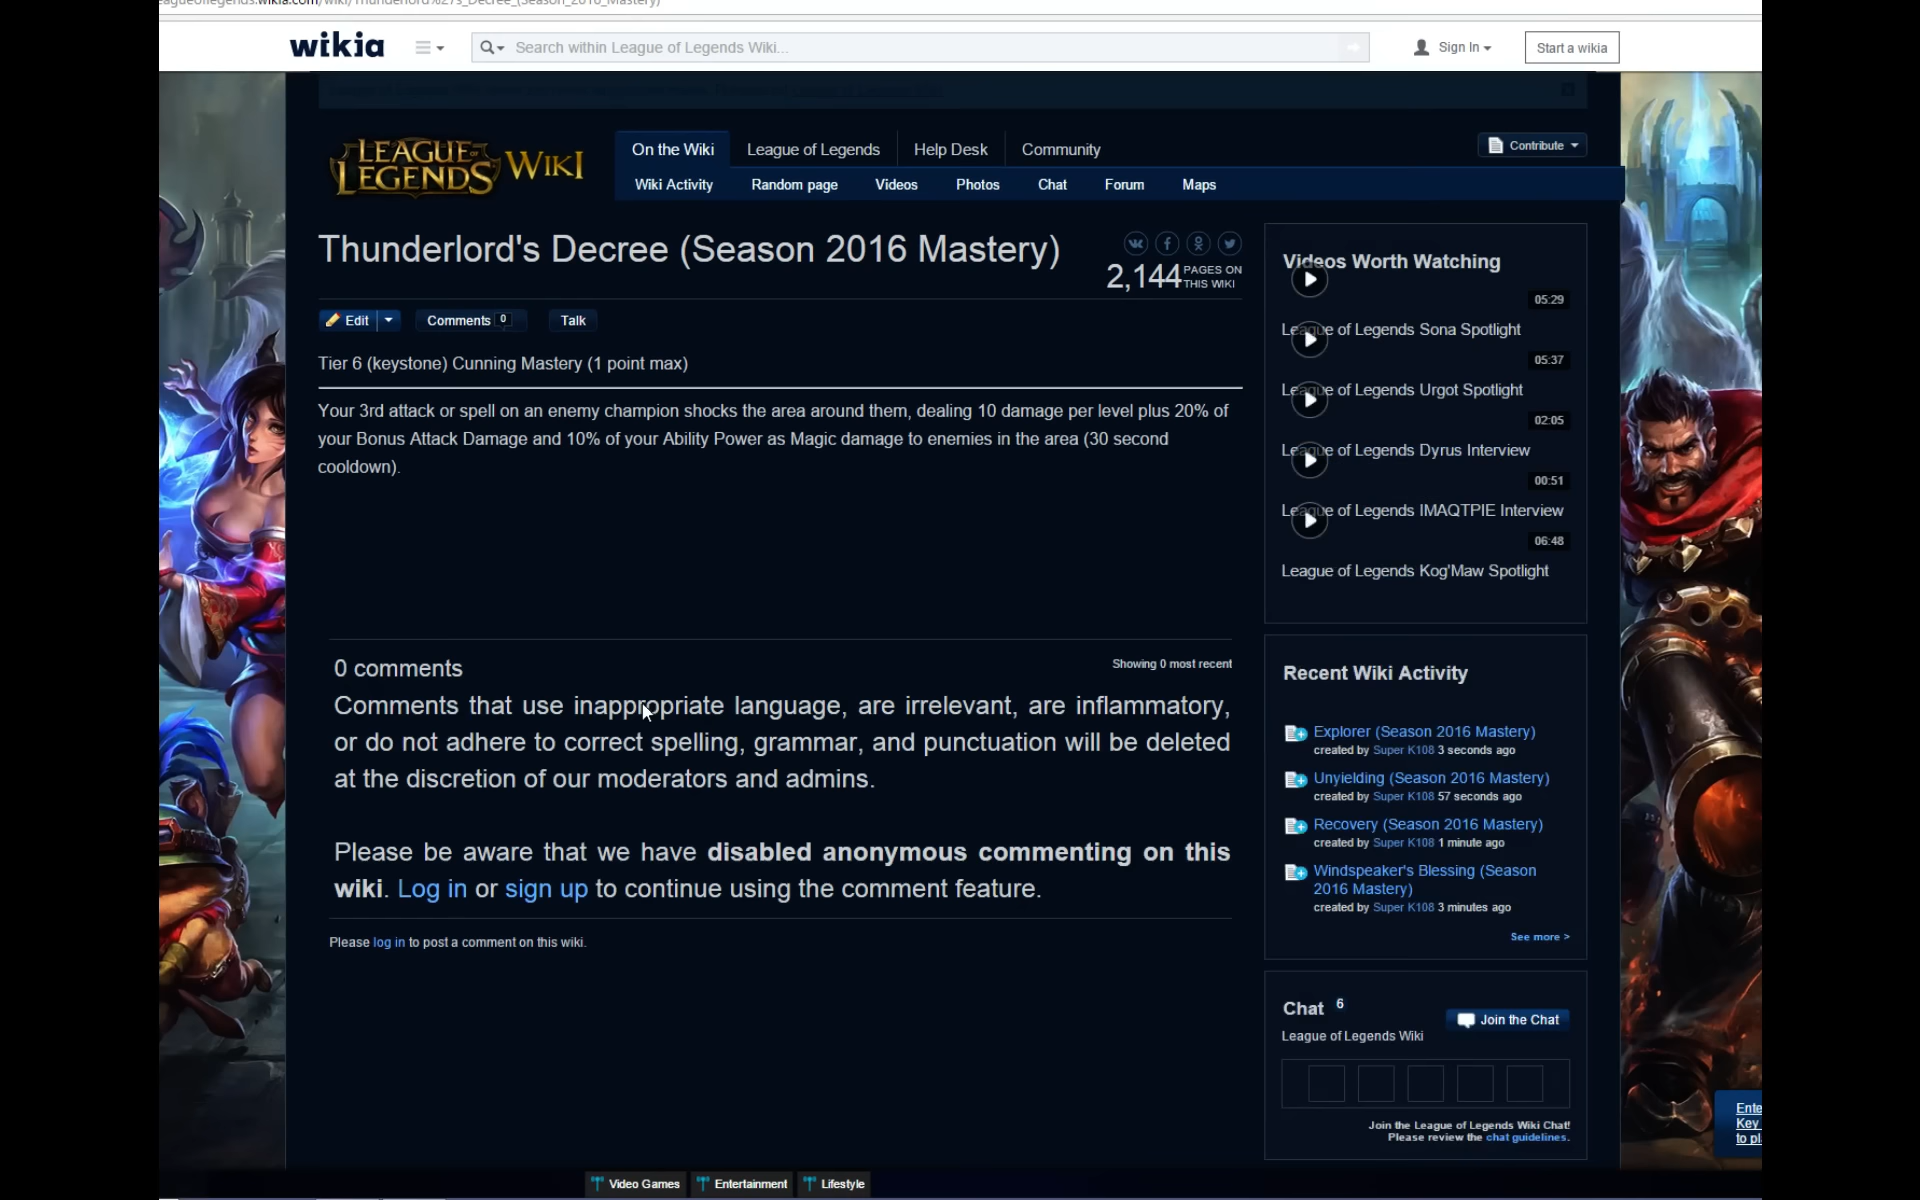 wikia
Search within League of Legends Wiki...
Sign In
Start a wikia
LEAGUE OF LEGENDS WIKI
On the Wiki
League of Legends
Help Desk
Community
Contribute
Wiki Activity
Random page
Videos
Photos
Chat
Forum
Maps
Thunderlord's Decree (Season 2016 Mastery)
2,144 PAGES ON THIS WIKI
Edit
Comments 0
Talk
Tier 6 (keystone) Cunning Mastery (1 point max)
Your 3rd attack or spell on an enemy champion shocks the area around them, dealing 10 damage per level plus 20% of
your Bonus Attack Damage and 10% of your Ability Power as Magic damage to enemies in the area (30 second
cooldown).
0 comments
Showing 0 most recent
Comments that use inappropriate language, are irrelevant, are inflammatory,
or do not adhere to correct spelling, grammar, and punctuation will be deleted
at the discretion of our moderators and admins.
Please be aware that we have disabled anonymous commenting on this
wiki. Log in or sign up to continue using the comment feature.
Please log in to post a comment on this wiki.
Videos Worth Watching
05:29
League of Legends Sona Spotlight
05:37
League of Legends Urgot Spotlight
02:05
League of Legends Dyrus Interview
00:51
League of Legends IMAQTPIE Interview
06:48
League of Legends Kog'Maw Spotlight
Recent Wiki Activity
Explorer (Season 2016 Mastery)
created by Super K108 3 seconds ago
Unyielding (Season 2016 Mastery)
created by Super K108 57 seconds ago
Recovery (Season 2016 Mastery)
created by Super K108 1 minute ago
Windspeaker's Blessing (Season
2016 Mastery)
created by Super K108 3 minutes ago
See more >
Chat 6
Join the Chat
League of Legends Wiki
Join the League of Legends Wiki Chat!
Please review the chat guidelines.
Ente
Key
to pl
Video Games
Entertainment
Lifestyle